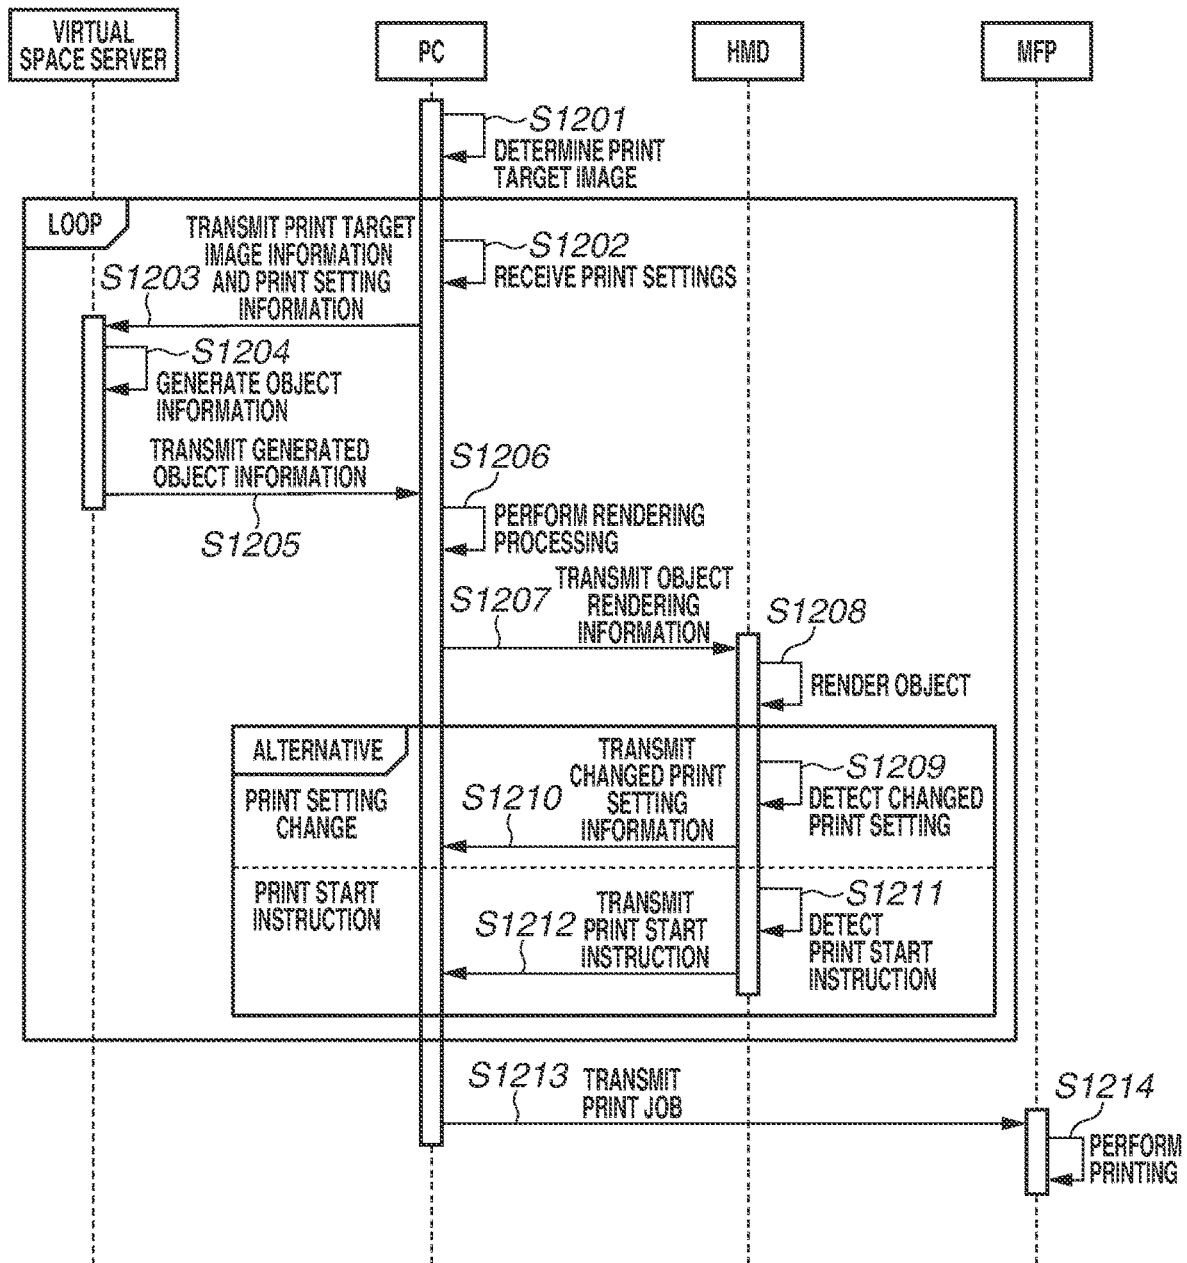 VIRTUAL
SPACE SERVER
PC
HMD
MFP
S1201
DETERMINE PRINT
TARGET IMAGE
LOOP
TRANSMIT PRINT TARGET
IMAGE INFORMATION
AND PRINT SETTING
INFORMATION
S1202
RECEIVE PRINT SETTINGS
S1203
S1204
GENERATE OBJECT
INFORMATION
TRANSMIT GENERATED
OBJECT INFORMATION
S1205
S1206
PERFORM RENDERING
PROCESSING
S1207
TRANSMIT OBJECT
RENDERING
INFORMATION
S1208
RENDER OBJECT
ALTERNATIVE
PRINT SETTING
CHANGE
TRANSMIT
CHANGED PRINT
SETTING
INFORMATION
S1209
DETECT CHANGED
PRINT SETTING
S1210
PRINT START
INSTRUCTION
S1211
DETECT
PRINT START
INSTRUCTION
S1212
TRANSMIT
PRINT START
INSTRUCTION
S1213
TRANSMIT
PRINT JOB
S1214
PERFORM
PRINTING